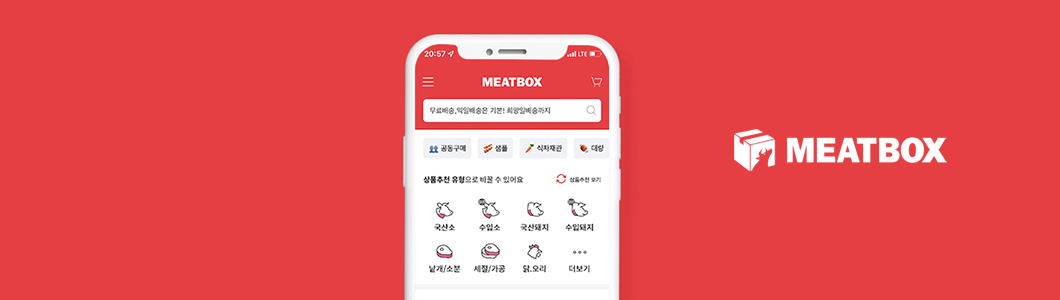 20:57
LTE
MEATBOX
무료배송,익일배송은 기본! 희망일배송까지
공동구매
샘플
식자재관
대량
상품추천 유형으로 바꿀 수 있어요
상품추천 보기
국산소
수입소
국산돼지
수입돼지
낱개/소분
세절/가공
닭.오리
더보기
MEATBOX